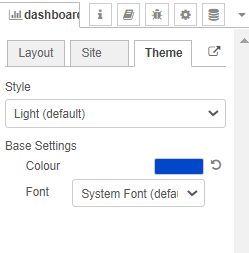 dashboard
Layout Site Theme
Style
Light (default)
Base Settings
Colour
Font System Font (defau